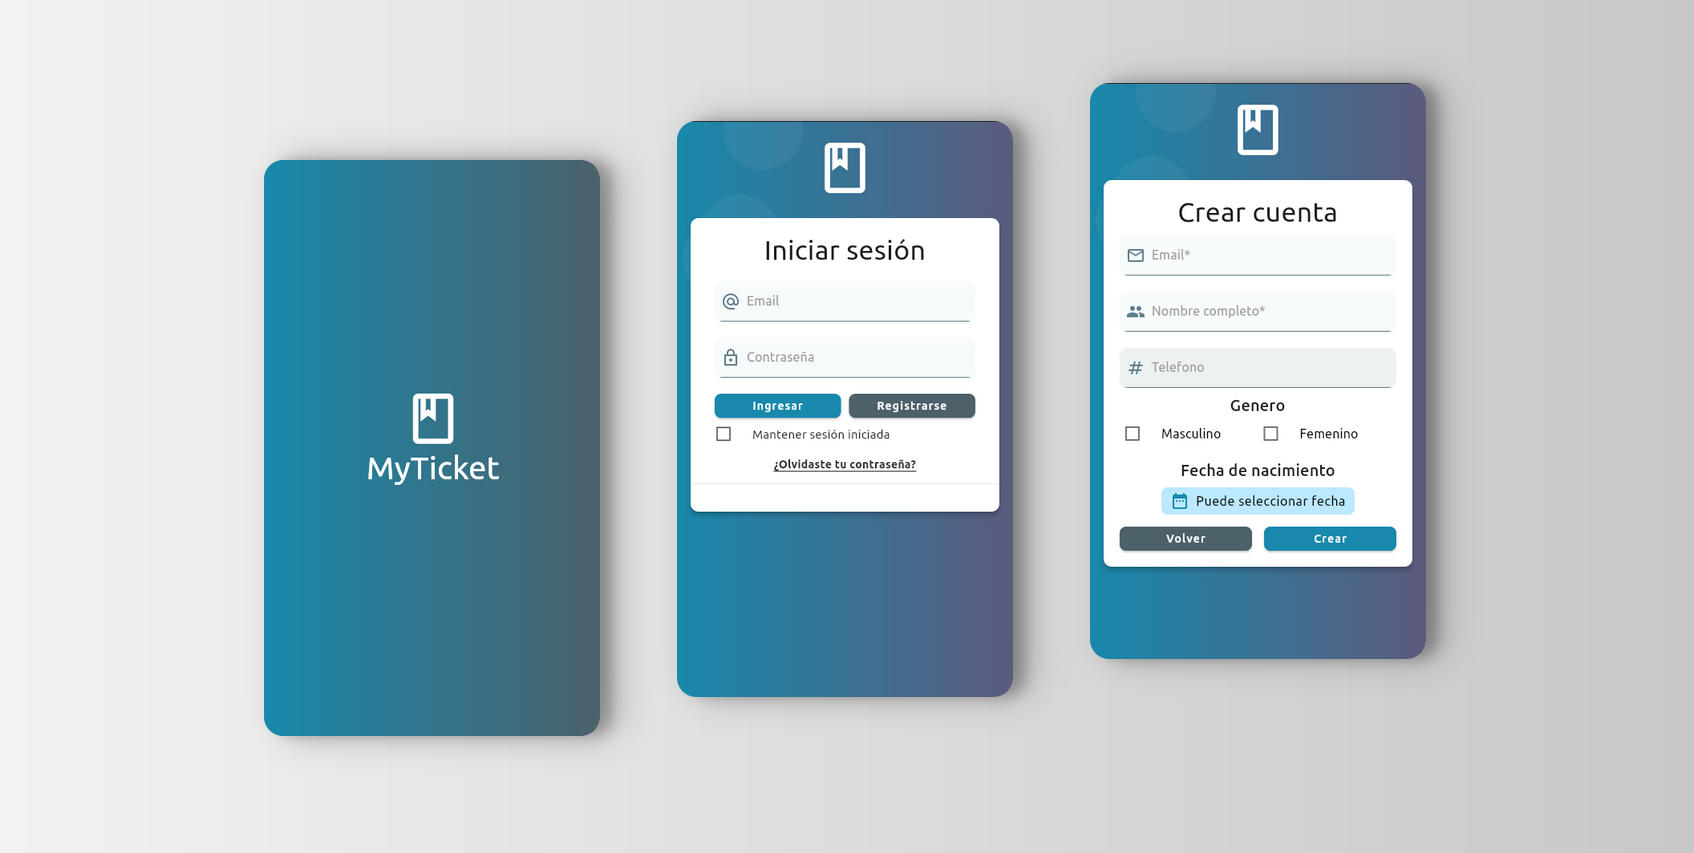 MyTicket
Iniciar sesión
Email
Contraseña
Ingresar
Registrarse
Mantener sesión iniciada
¿Olvidaste tu contraseña?
Crear cuenta
Email*
Nombre completo*
Telefono
Genero
Masculino
Femenino
Fecha de nacimiento
Puede seleccionar fecha
Volver
Crear